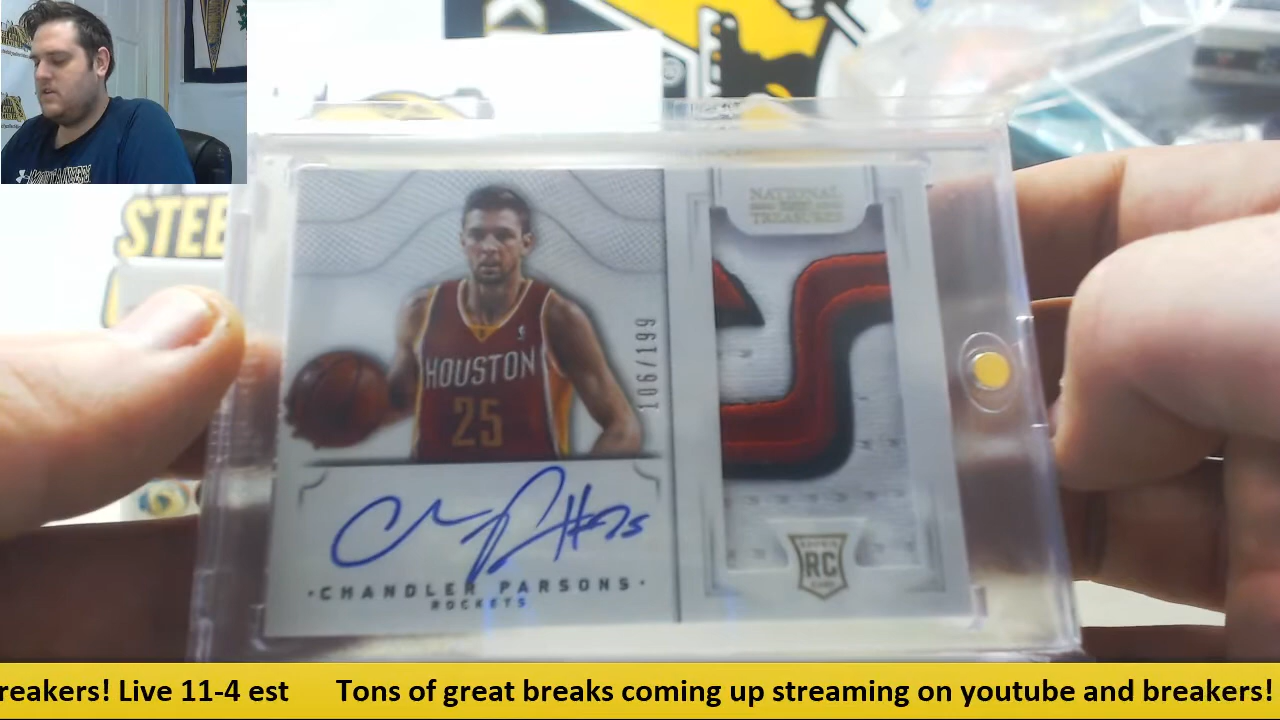 STEE
NATIONAL
TREASURES
HOUSTON
25
106/199
#25
CHANDLER PARSONS
ROCKETS
RC
reakers! Live 11-4 est Tons of great breaks coming up streaming on youtube and breakers!